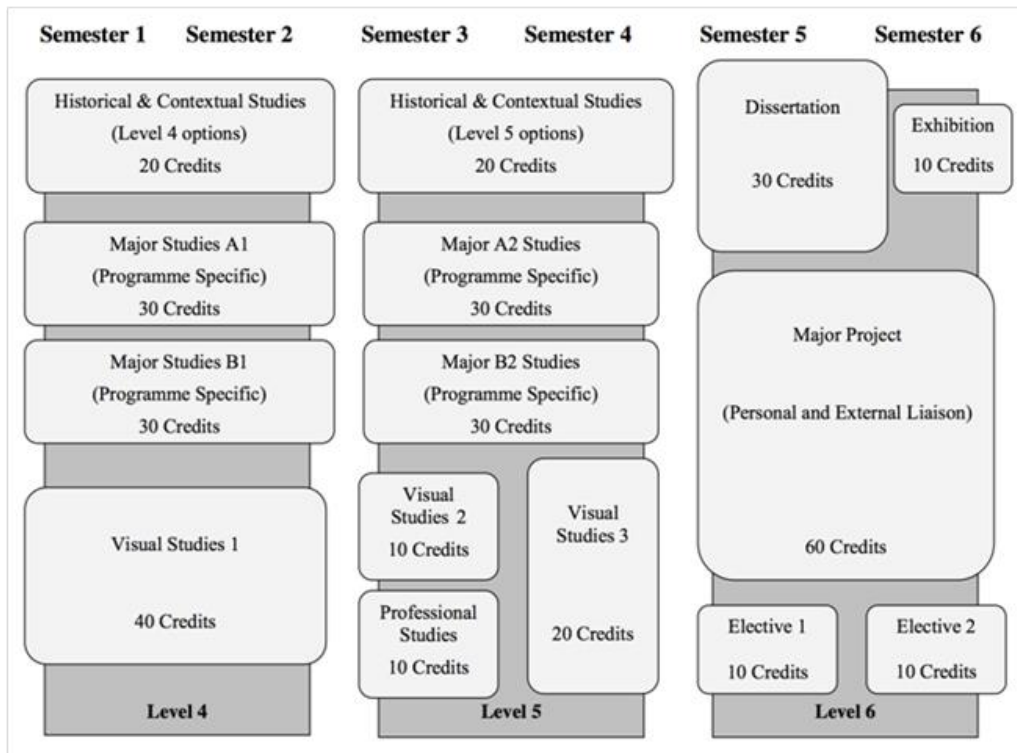 Semester 1 Semester 2 Semester 3 Semester 4 Semester 5 Semester 6
Historical & Contextual Studies
(Level 4 options)
20 Credits
Major Studies A1
(Programme Specific)
30 Credits
Major Studies B1
(Programme Specific)
30 Credits
Visual Studies 1
40 Credits
Level 4
Historical & Contextual Studies
(Level 5 options)
20 Credits
Major A2 Studies
(Programme Specific)
30 Credits
Major B2 Studies
(Programme Specific)
30 Credits
Visual
Studies 2
10 Credits
Professional
Studies
10 Credits
Visual
Studies 3
20 Credits
Level 5
Dissertation
30 Credits
Exhibition
10 Credits
Major Project
(Personal and External Liaison)
60 Credits
Elective 1
10 Credits
Elective 2
10 Credits
Level 6